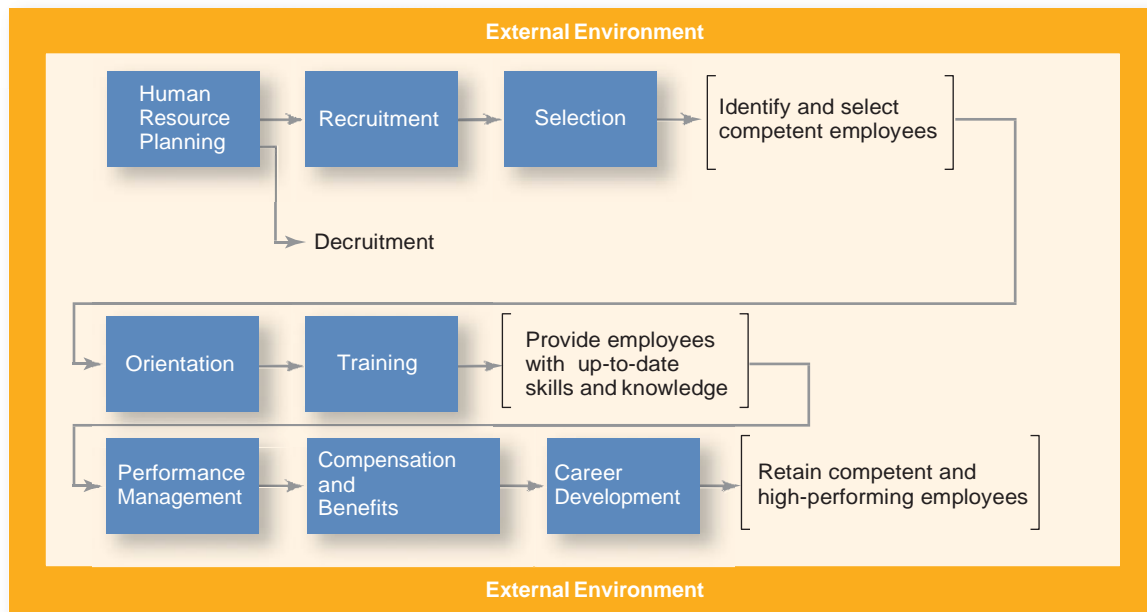 External Environment
Human
Resource
Planning
Recruitment
Selection
Identify and select
competent employees
Decruitment
Orientation
Training
Provide employees
with up-to-date
skills and knowledge
Performance
Management
Compensation
and
Benefits
Career
Development
Retain competent and
high-performing employees
External Environment